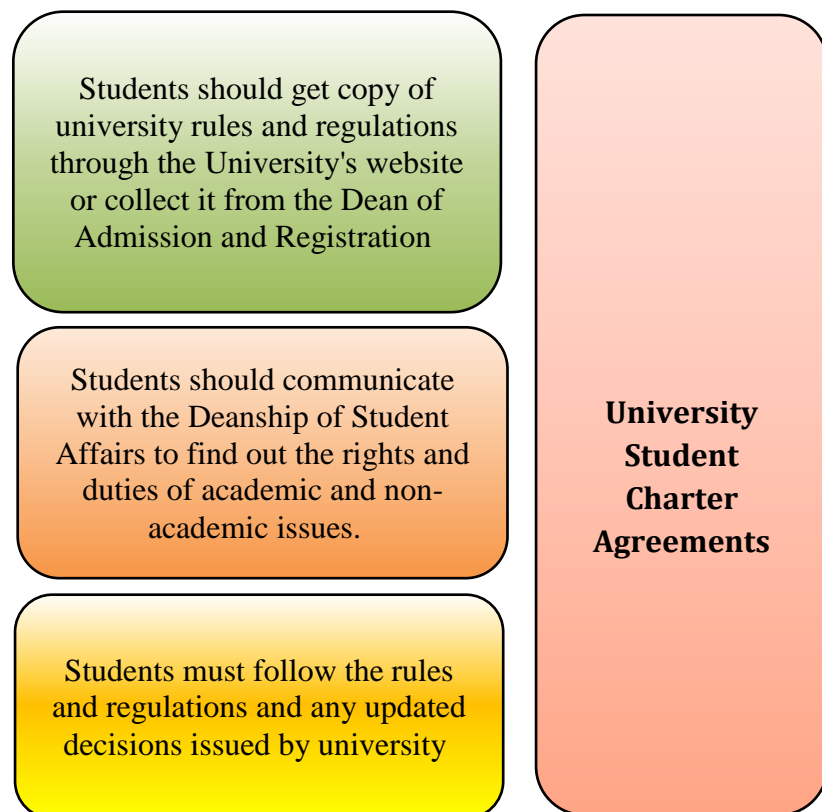 Students should get copy of
university rules and regulations
through the University's website
or collect it from the Dean of
Admission and Registration
Students should communicate
with the Deanship of Student
Affairs to find out the rights and
duties of academic and non-
academic issues.
Students must follow the rules
and regulations and any updated
decisions issued by university
University
Student
Charter
Agreements